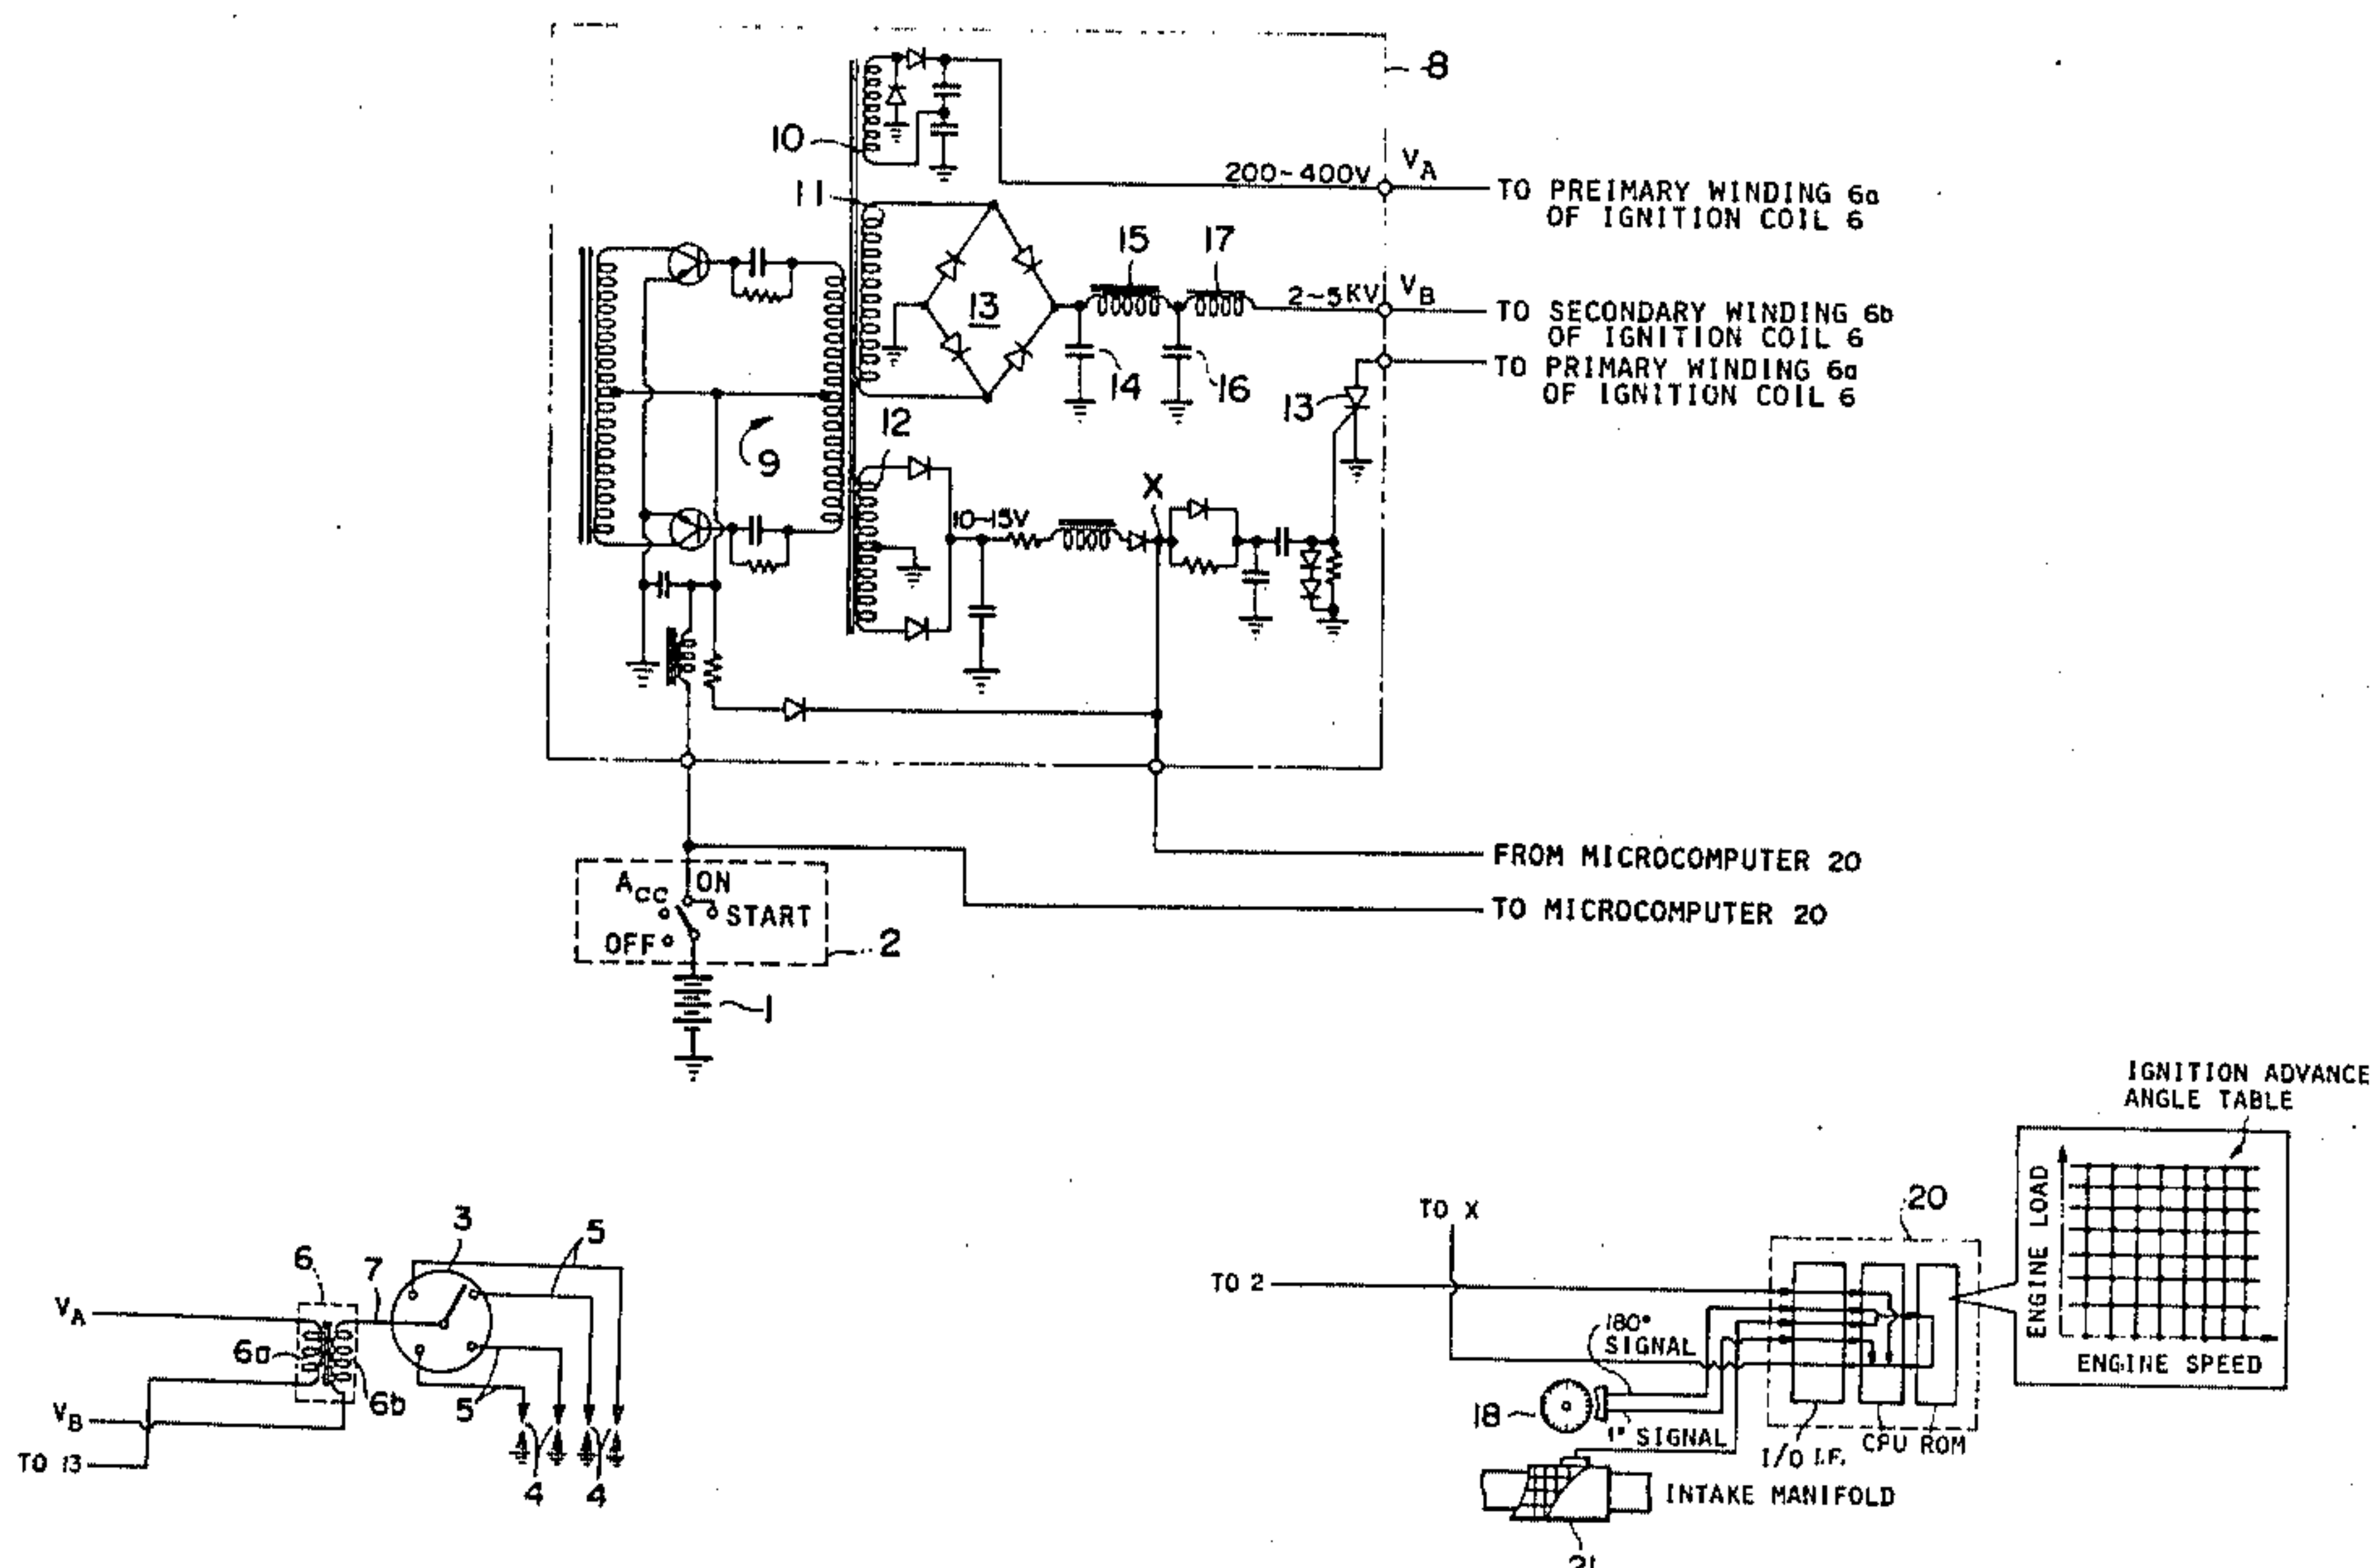 8
10
200~400V
VA
TO PREIMARY WINDING 6a
OF IGNITION COIL 6
11
15
17
13
2~5KV
VB
TO SECONDARY WINDING 6b
OF IGNITION COIL 6
TO PRIMARY WINDING 6a
OF IGNITION COIL 6
14
16
13
12
9
X
10~15V
FROM MICROCOMPUTER 20
TO MICROCOMPUTER 20
Acc
ON
START
OFF
2
1
IGNITION ADVANCE
ANGLE TABLE
ENGINE LOAD
ENGINE SPEED
20
TO X
TO 2
180°
SIGNAL
18
1° SIGNAL
I/O I.F.
CPU
ROM
INTAKE MANIFOLD
21
3
5
6
7
VA
6a
6b
5
VB
TO 13
4
4